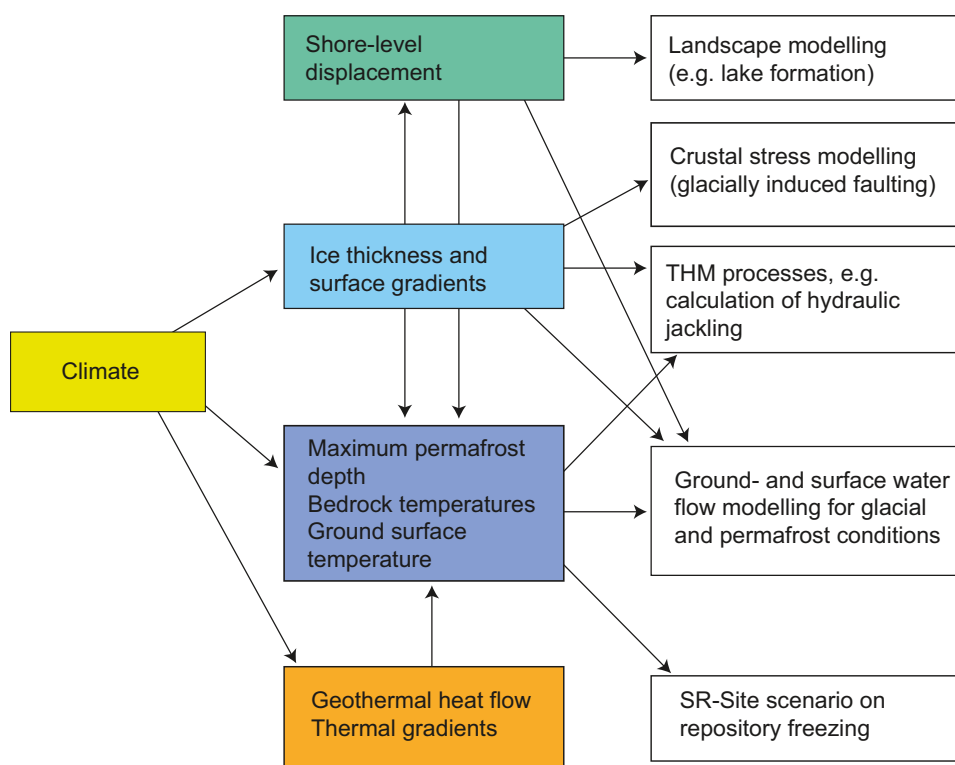 Shore-level
displacement
Landscape modelling
(e.g. lake formation)
Crustal stress modelling
(glacially induced faulting)
Ice thickness and
surface gradients
THM processes, e.g.
calculation of hydraulic
jackling
Climate
Maximum permafrost
depth
Bedrock temperatures
Ground surface
temperature
Ground- and surface water
flow modelling for glacial
and permafrost conditions
Geothermal heat flow
Thermal gradients
SR-Site scenario on
repository freezing